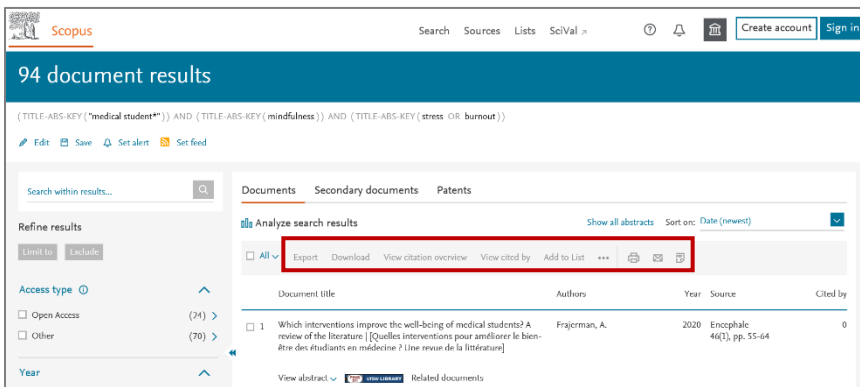 Scopus
Search Sources Lists SciVal ↗
Create account
Sign in
94 document results
( TITLE-ABS-KEY ( "medical student*" ) ) AND ( TITLE-ABS-KEY ( mindfulness ) ) AND ( TITLE-ABS-KEY ( stress OR burnout ) )
Edit Save Set alert Set feed
Search within results...
Documents Secondary documents Patents
Refine results
Analyze search results
Show all abstracts Sort on: Date (newest)
Limit to Exclude
All Export Download View citation overview View cited by Add to List •••
Access type
Document title Authors Year Source Cited by
Open Access (24)
Other (70)
1 Which interventions improve the well-being of medical students? A Frajerman, A. 2020 Encephale 0
review of the literature | [Quelles interventions pour améliorer le bien- 46(1), pp. 55-64
être des étudiants en médecine ? Une revue de la littérature]
Year
View abstract VIEW LIBRARY Related documents